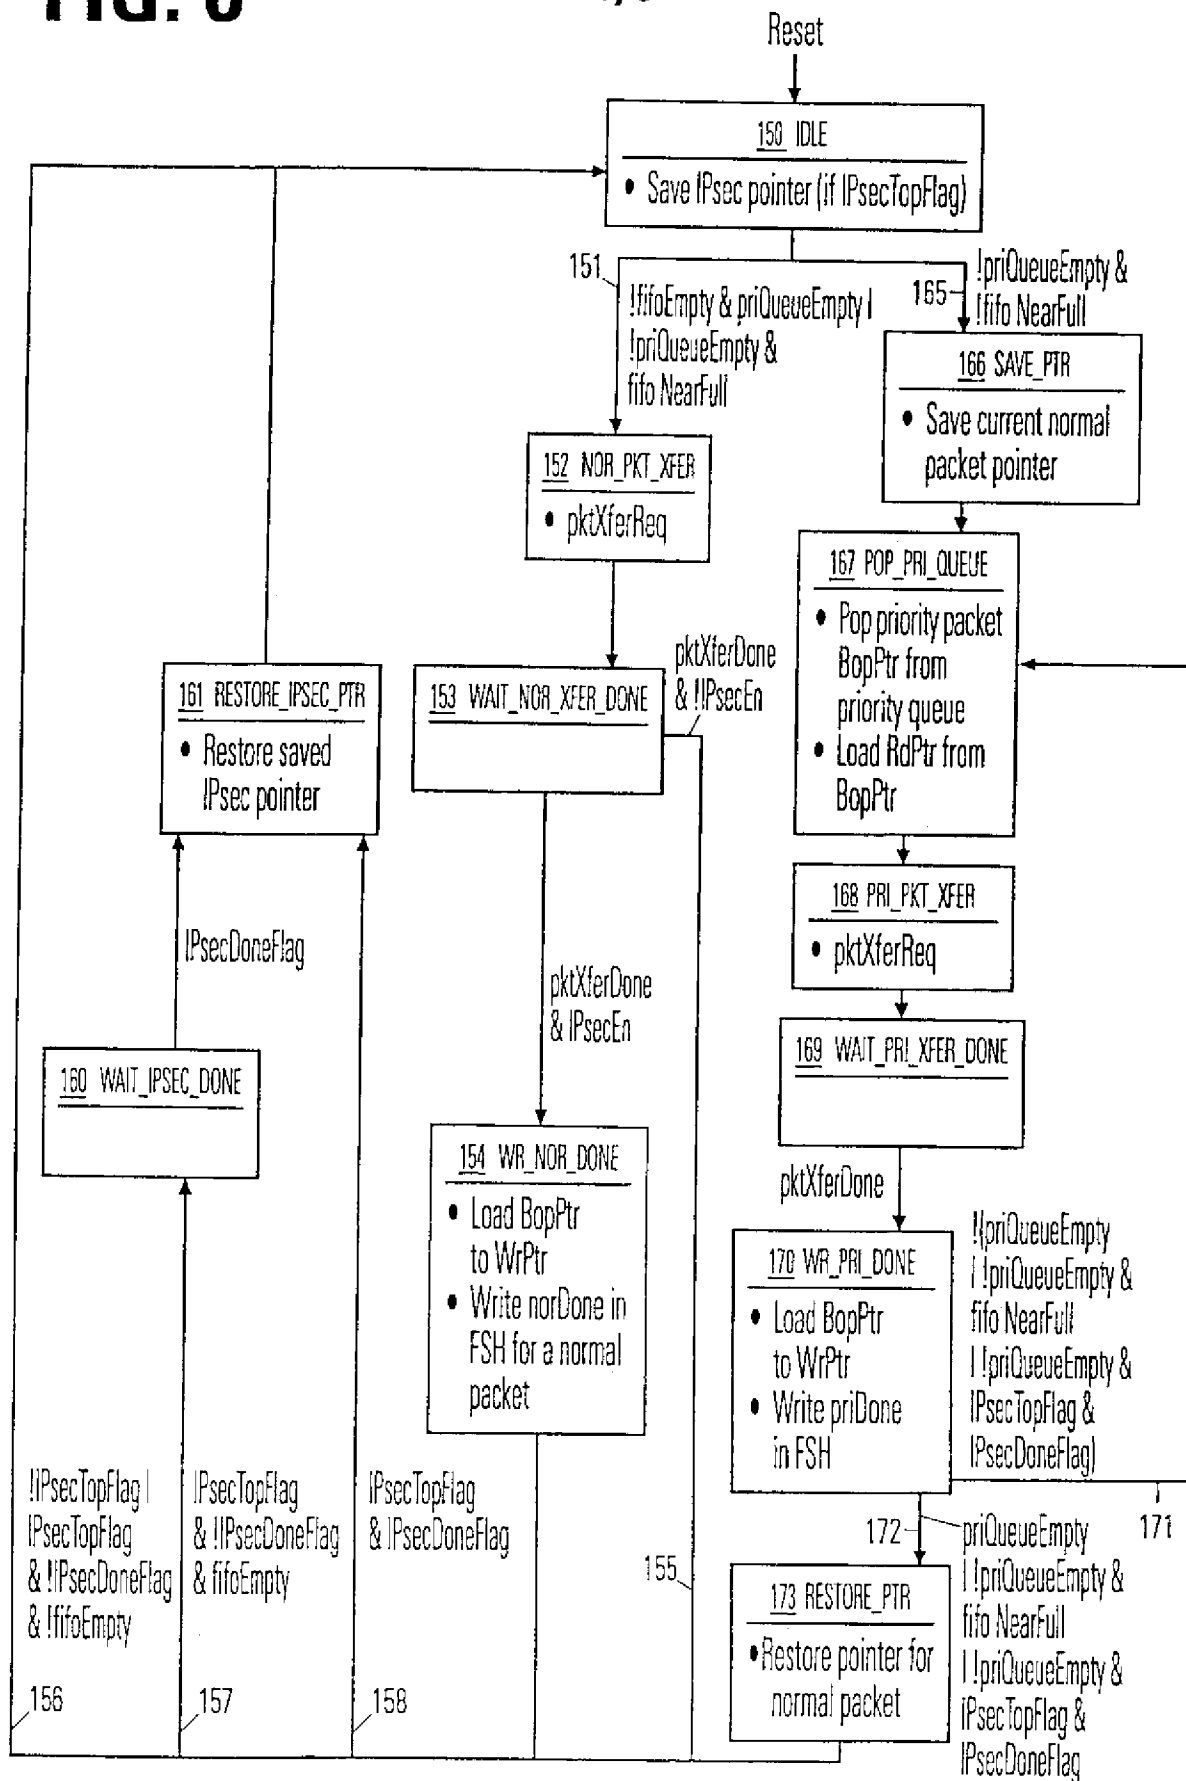 FIG. 6
Reset
150 IDLE
• Save IPsec pointer (if IPsecTopFlag)
151
!fifoEmpty & priQueueEmpty |
!priQueueEmpty &
fifo NearFull
165
!priQueueEmpty &
!fifo NearFull
166 SAVE_PTR
• Save current normal
packet pointer
152 NOR_PKT_XFER
• pktXferReq
167 POP_PRI_QUEUE
• Pop priority packet
BopPtr from
priority queue
• Load RdPtr from
BopPtr
161 RESTORE_IPSEC_PTR
• Restore saved
IPsec pointer
153 WAIT_NOR_XFER_DONE
pktXferDone
& !IPsecEn
168 PRI_PKT_XFER
• pktXferReq
IPsecDoneFlag
pktXferDone
& IPsecEn
169 WAIT_PRI_XFER_DONE
160 WAIT_IPSEC_DONE
154 WR_NOR_DONE
• Load BopPtr
to WrPtr
• Write norDone in
FSH for a normal
packet
pktXferDone
170 WR_PRI_DONE
• Load BopPtr
to WrPtr
• Write priDone
in FSH
!(priQueueEmpty
| !priQueueEmpty &
fifo NearFull
| !priQueueEmpty &
IPsecTopFlag &
IPsecDoneFlag)
171
!IPsecTopFlag |
IPsecTopFlag
& !IPsecDoneFlag
& !fifoEmpty
IPsecTopFlag
& !IPsecDoneFlag
& fifoEmpty
IPsecTopFlag
& IPsecDoneFlag
155
172
priQueueEmpty
| !priQueueEmpty &
fifo NearFull
| !priQueueEmpty &
IPsecTopFlag &
IPsecDoneFlag
173 RESTORE_PTR
• Restore pointer for
normal packet
156
157
158